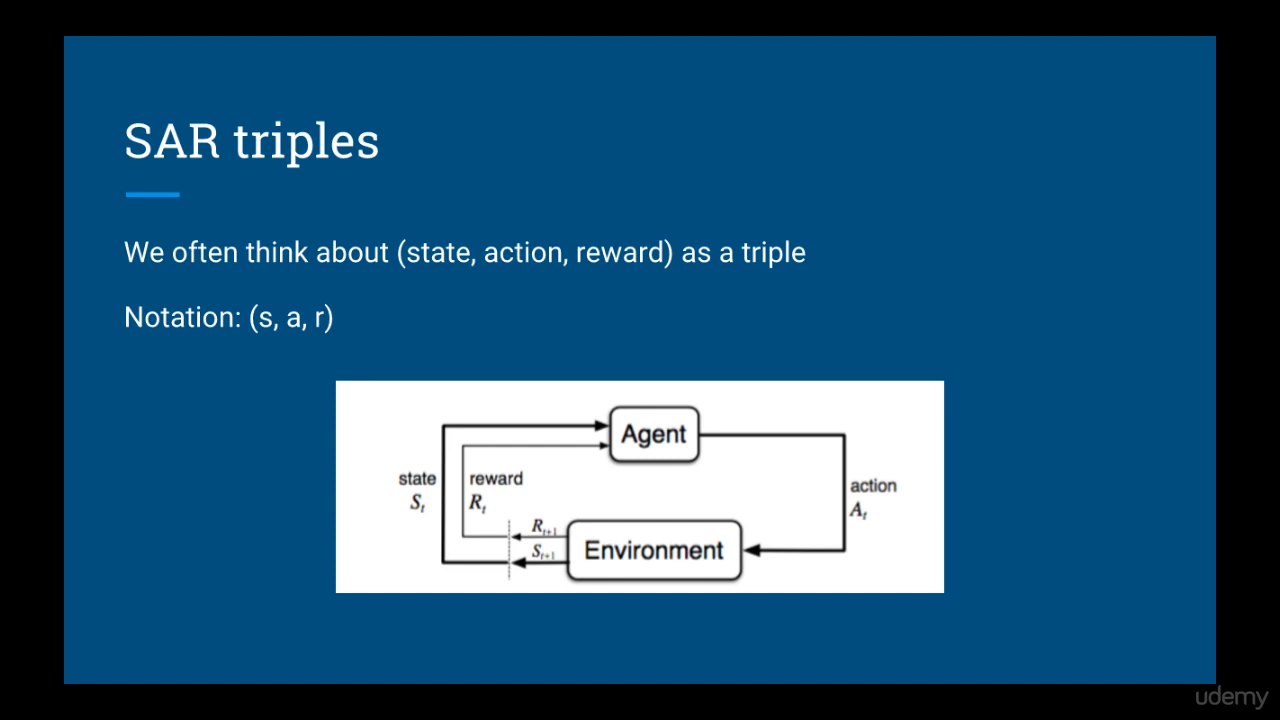 SAR triples
We often think about (state, action, reward) as a triple
Notation: (s, a, r)
Agent
state
S_t
reward
R_t
action
A_t
R_{t+1}
S_{t+1}
Environment
udemy